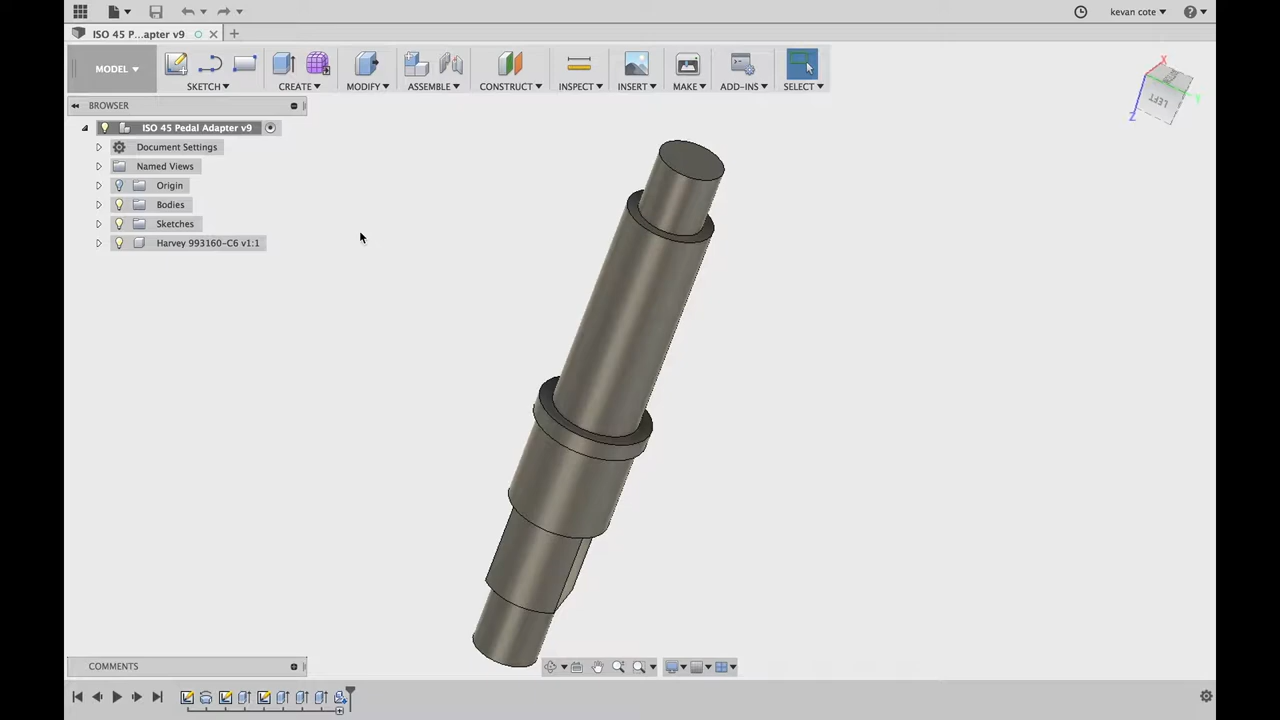 kevan cote
ISO 45 P...apter v9
MODEL
SKETCH
CREATE
MODIFY
ASSEMBLE
CONSTRUCT
INSPECT
INSERT
MAKE
ADD-INS
SELECT
X
LEFT
Y
Z
BROWSER
ISO 45 Pedal Adapter v9
Document Settings
Named Views
Origin
Bodies
Sketches
Harvey 993160-C6 v1:1
COMMENTS